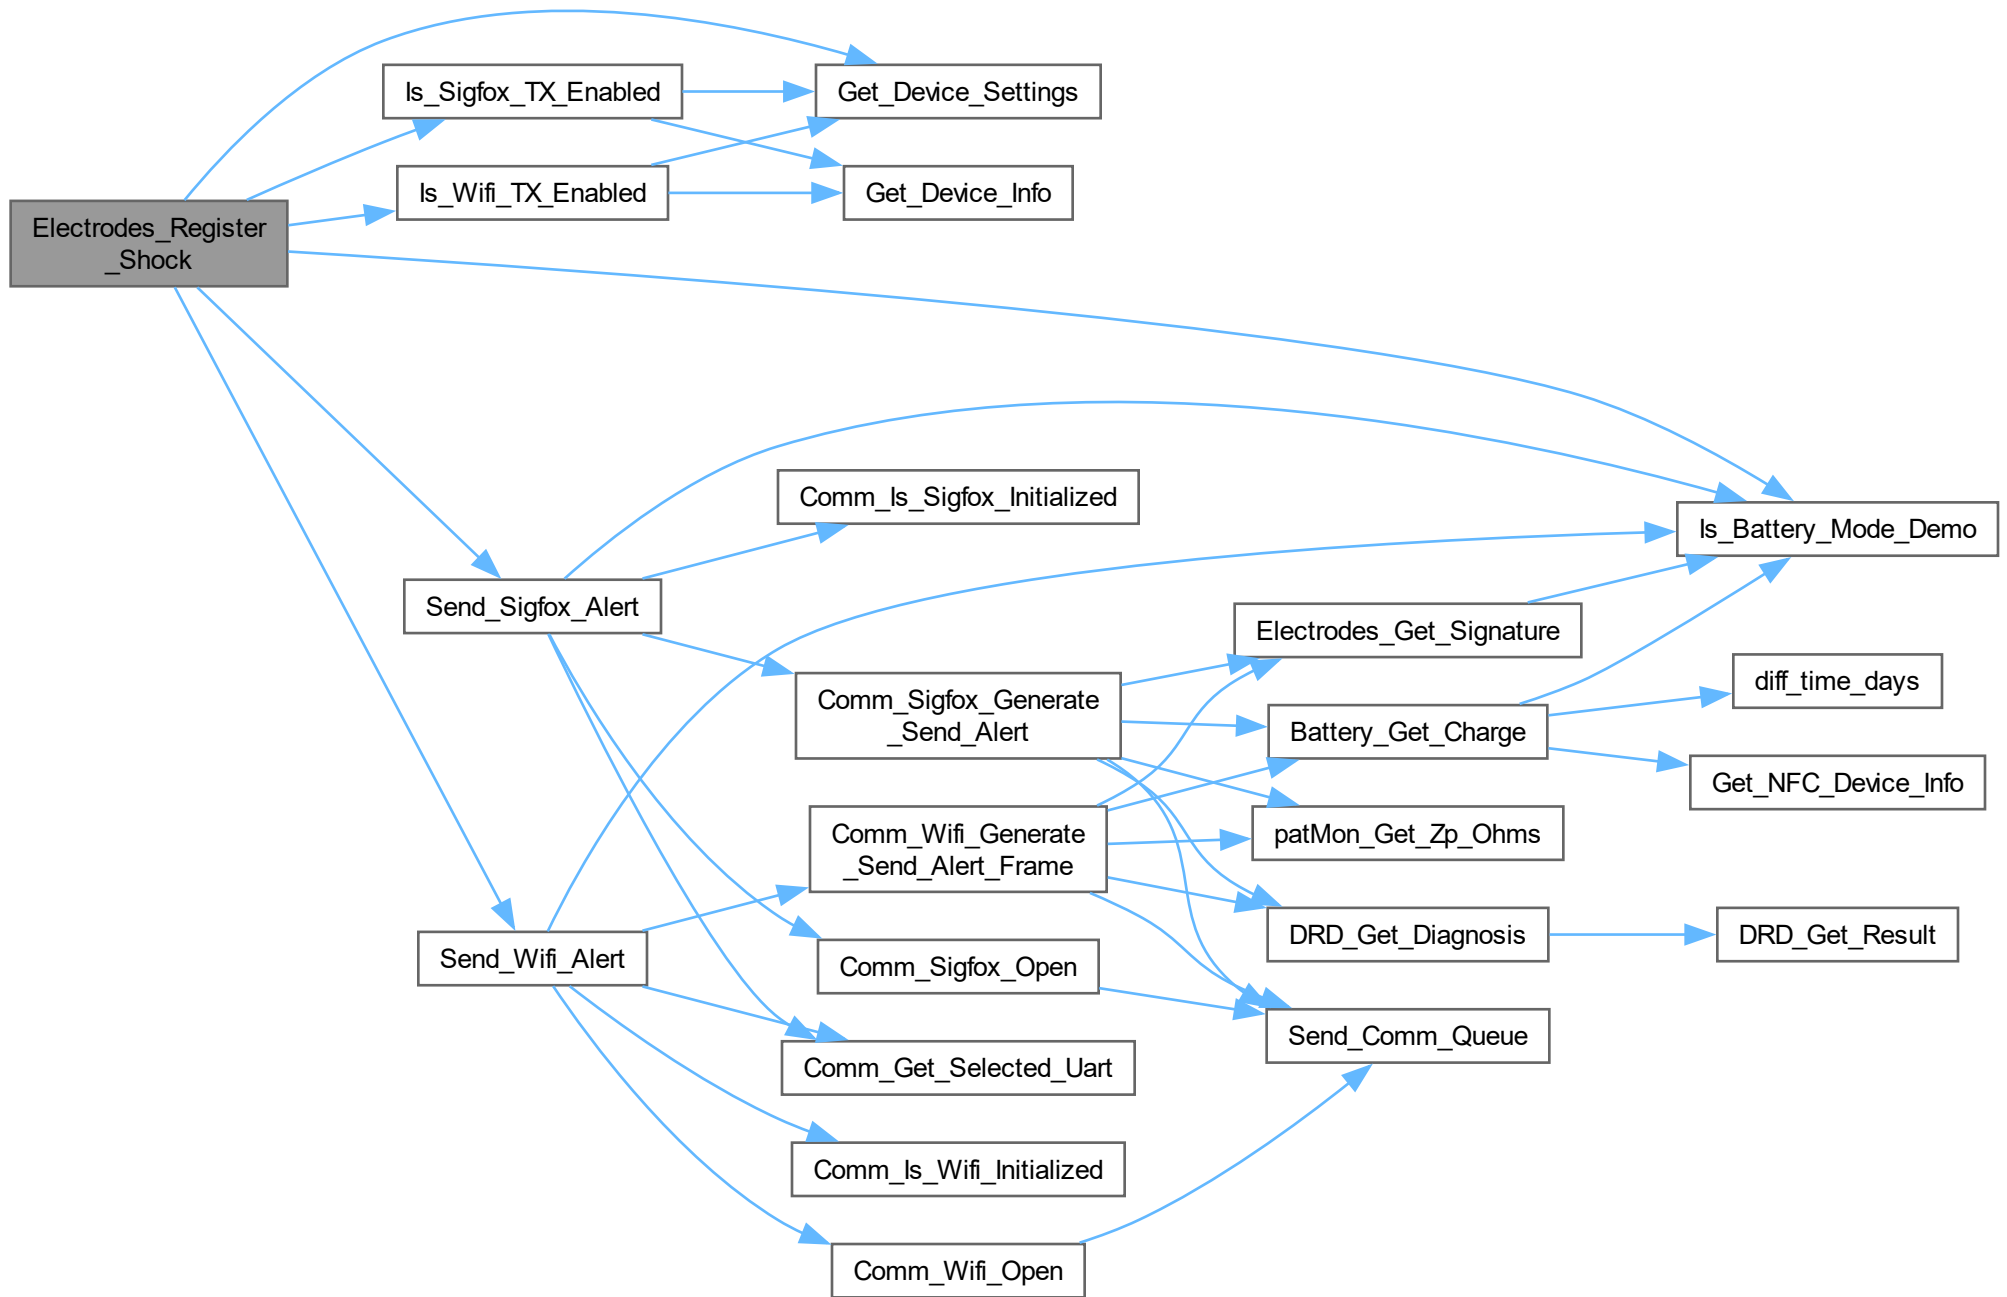 Electrodes_Register
_Shock
Is_Sigfox_TX_Enabled
Is_Wifi_TX_Enabled
Get_Device_Settings
Get_Device_Info
Send_Sigfox_Alert
Send_Wifi_Alert
Comm_Is_Sigfox_Initialized
Comm_Sigfox_Generate
_Send_Alert
Comm_Wifi_Generate
_Send_Alert_Frame
Comm_Sigfox_Open
Comm_Get_Selected_Uart
Comm_Is_Wifi_Initialized
Comm_Wifi_Open
Electrodes_Get_Signature
Battery_Get_Charge
patMon_Get_Zp_Ohms
DRD_Get_Diagnosis
Send_Comm_Queue
Is_Battery_Mode_Demo
diff_time_days
Get_NFC_Device_Info
DRD_Get_Result